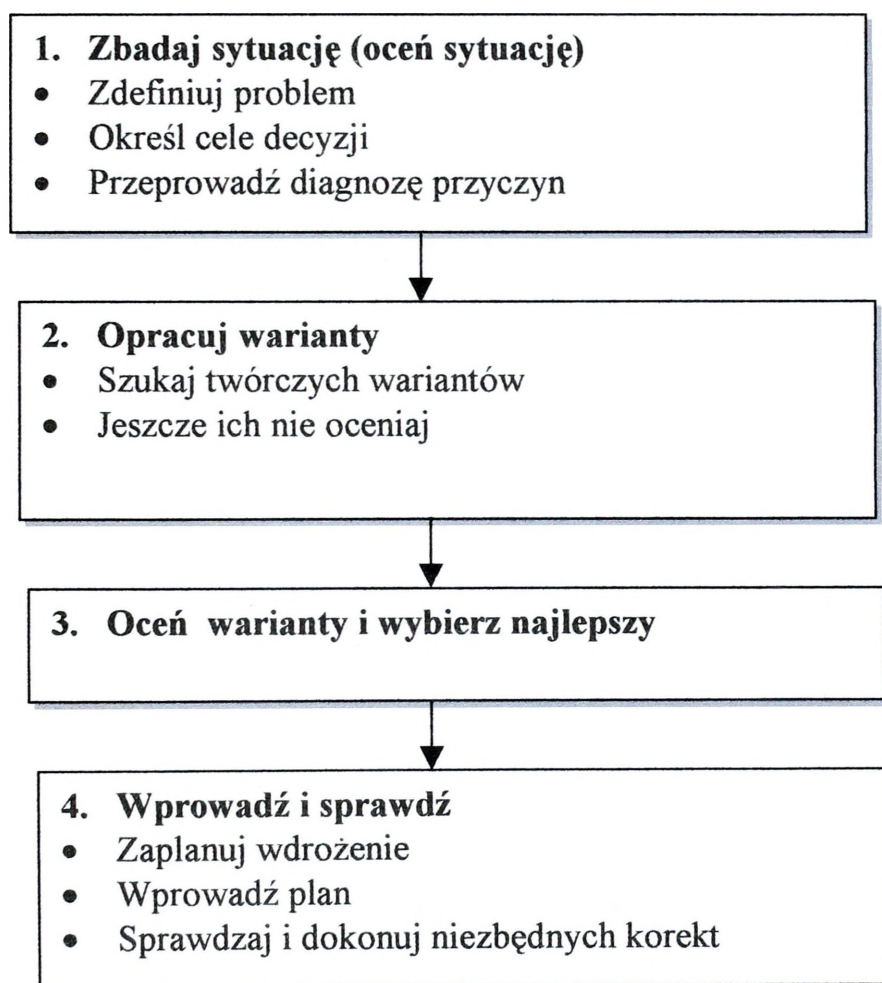 1. Zbadaj sytuację (oceń sytuację)
• Zdefiniuj problem
• Określ cele decyzji
• Przeprowadź diagnozę przyczyn
2. Opracuj warianty
• Szukaj twórczych wariantów
• Jeszcze ich nie oceniaj
3. Oceń warianty i wybierz najlepszy
4. Wprowadź i sprawdź
• Zaplanuj wdrożenie
• Wprowadź plan
• Sprawdzaj i dokonuj niezbędnych korekt